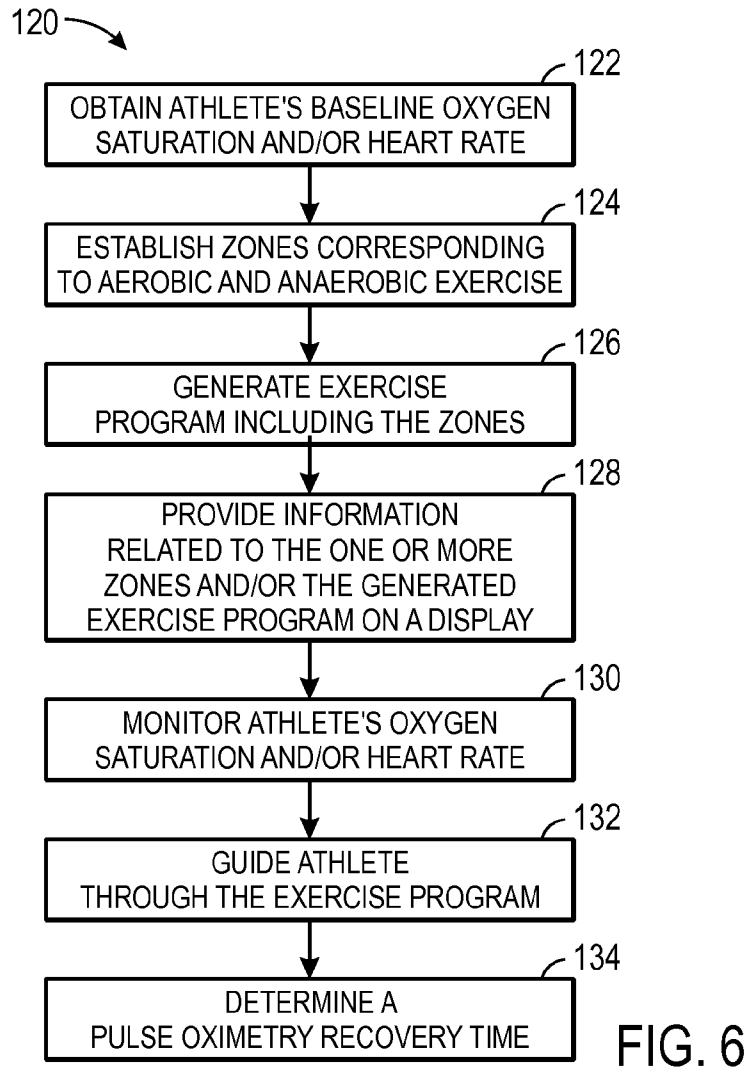 120
122
OBTAIN ATHLETE'S BASELINE OXYGEN
SATURATION AND/OR HEART RATE
124
ESTABLISH ZONES CORRESPONDING
TO AEROBIC AND ANAEROBIC EXERCISE
126
GENERATE EXERCISE
PROGRAM INCLUDING THE ZONES
128
PROVIDE INFORMATION
RELATED TO THE ONE OR MORE
ZONES AND/OR THE GENERATED
EXERCISE PROGRAM ON A DISPLAY
130
MONITOR ATHLETE'S OXYGEN
SATURATION AND/OR HEART RATE
132
GUIDE ATHLETE
THROUGH THE EXERCISE PROGRAM
134
DETERMINE A
PULSE OXIMETRY RECOVERY TIME
FIG. 6